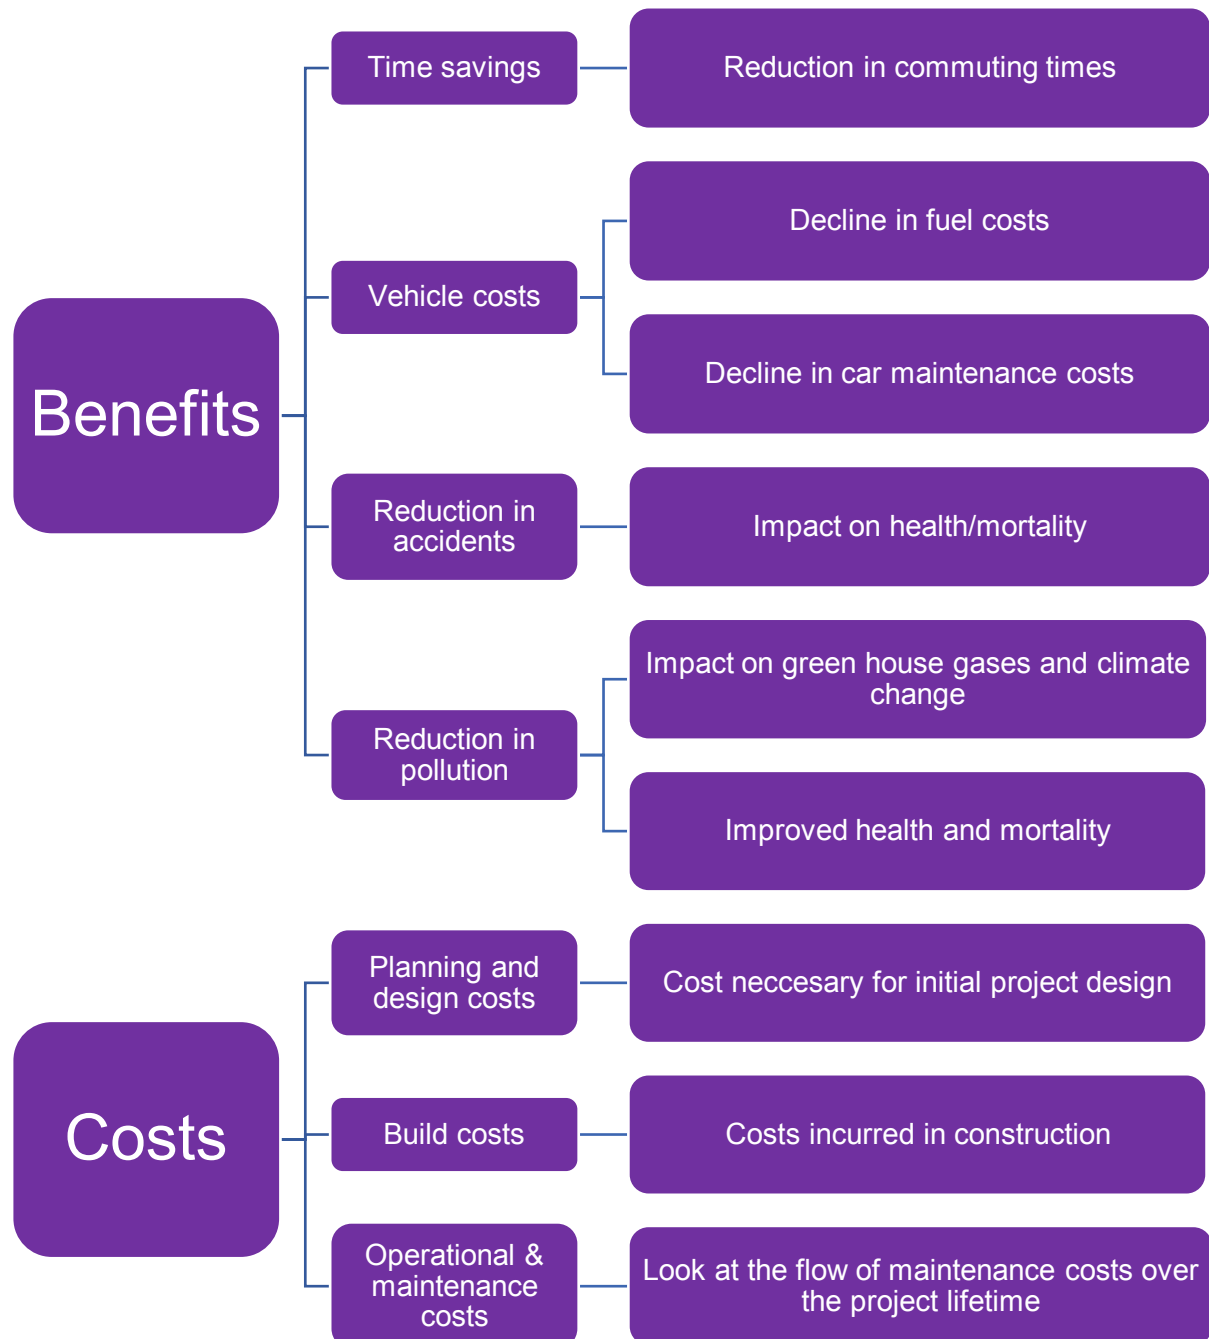 Benefits
Time savings
Reduction in commuting times
Vehicle costs
Decline in fuel costs
Decline in car maintenance costs
Reduction in
accidents
Impact on health/mortality
Reduction in
pollution
Impact on green house gases and climate
change
Improved health and mortality
Costs
Planning and
design costs
Cost neccesary for initial project design
Build costs
Costs incurred in construction
Operational &
maintenance
costs
Look at the flow of maintenance costs over
the project lifetime